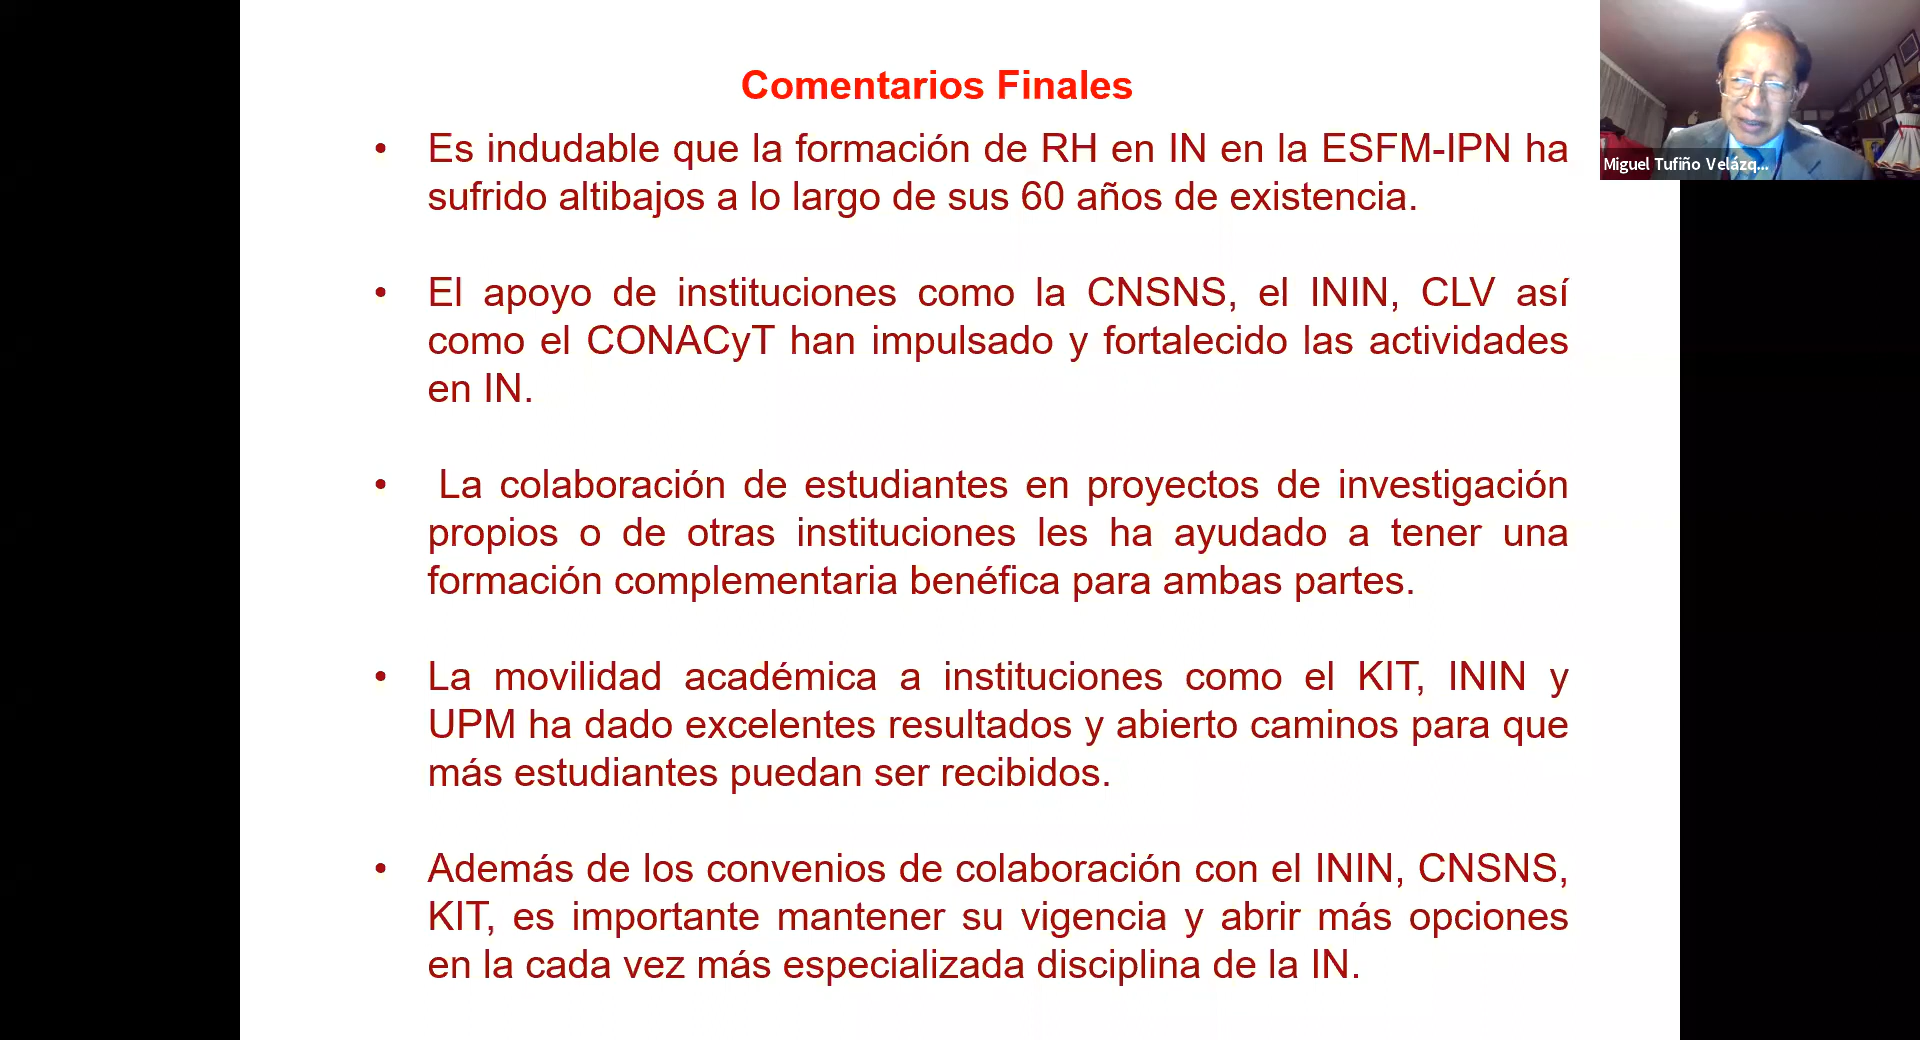 Comentarios Finales
• Es indudable que la formación de RH en IN en la ESFM-IPN ha
sufrido altibajos a lo largo de sus 60 años de existencia.
• El apoyo de instituciones como la CNSNS, el ININ, CLV así
como el CONACyT han impulsado y fortalecido las actividades
en IN.
• La colaboración de estudiantes en proyectos de investigación
propios o de otras instituciones les ha ayudado a tener una
formación complementaria benéfica para ambas partes.
• La movilidad académica a instituciones como el KIT, ININ y
UPM ha dado excelentes resultados y abierto caminos para que
más estudiantes puedan ser recibidos.
• Además de los convenios de colaboración con el ININ, CNSNS,
KIT, es importante mantener su vigencia y abrir más opciones
en la cada vez más especializada disciplina de la IN.
Miguel Tufiño Velázq...